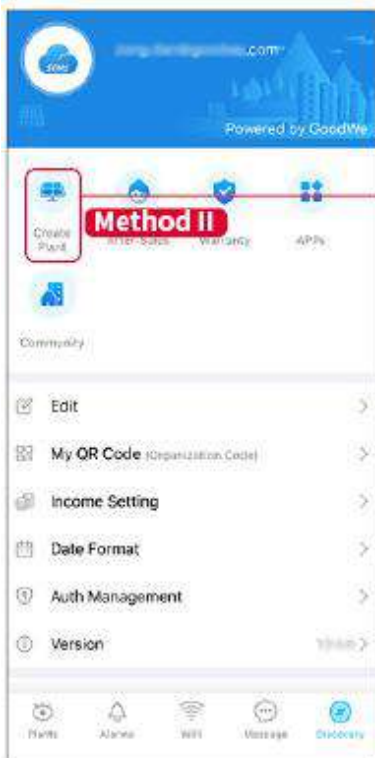 SEMS
.com
Powered by GoodWe
Create Plant
Method II
After-Sales
Warranty
APPs
Community
Edit
My QR Code (Organization Code)
Income Setting
Date Format
Auth Management
Version
Plants
Alarms
WiFi
Message
Discovery